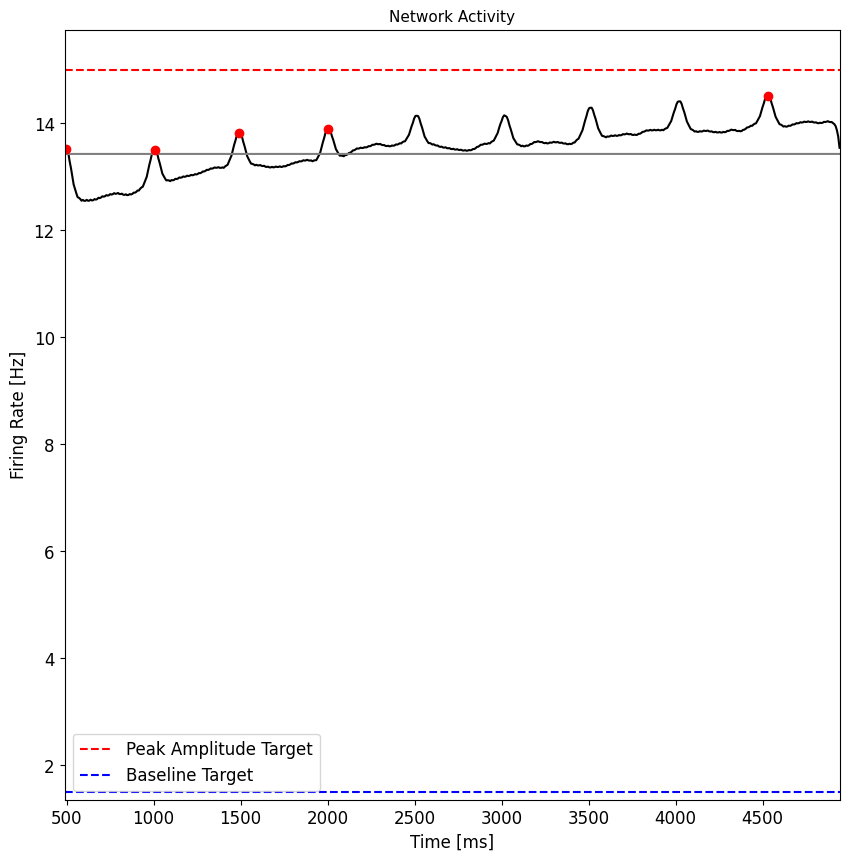 Network Activity
Firing Rate [Hz]
14
12
10
8
6
4
2
Peak Amplitude Target
Baseline Target
500 1000 1500 2000 2500 3000 3500 4000 4500
Time [ms]